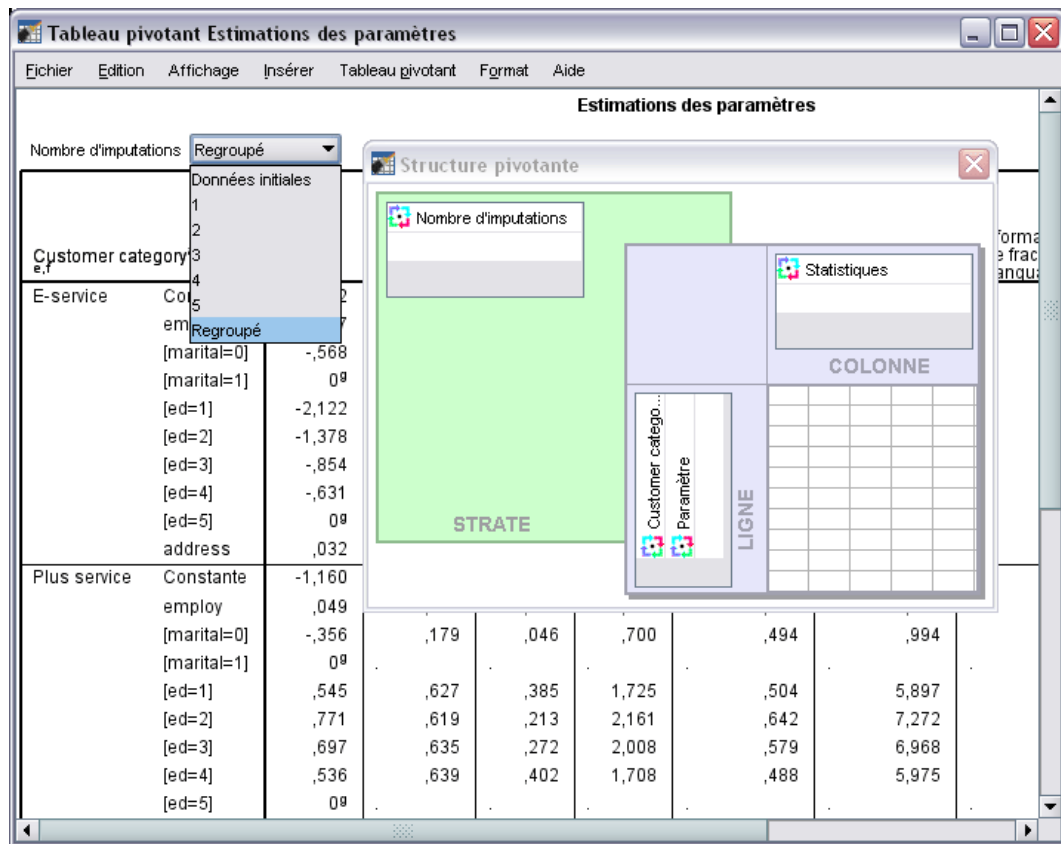 Tableau pivotant Estimations des paramètres
Fichier Edition Affichage Insérer Tableau pivotant Format Aide
Estimations des paramètres
Nombre d'imputations Regroupé
Données initiales
1
2
3
4
5
Regroupé
Structure pivotante
Nombre d'imputations
STRATE
Statistiques
COLONNE
Customer catego...
Paramètre
LIGNE
Customer category
e,f
E-service
[marital=0] -,568
[marital=1] 0g
[ed=1] -2,122
[ed=2] -1,378
[ed=3] -,854
[ed=4] -,631
[ed=5] 0g
address ,032
Plus service Constante -1,160
employ ,049
[marital=0] -,356 ,179 ,046 ,700 ,494 ,994
[marital=1] 0g . . . . . .
[ed=1] ,545 ,627 ,385 1,725 ,504 5,897
[ed=2] ,771 ,619 ,213 2,161 ,642 7,272
[ed=3] ,697 ,635 ,272 2,008 ,579 6,968
[ed=4] ,536 ,639 ,402 1,708 ,488 5,975
[ed=5] 0g . . . . . .